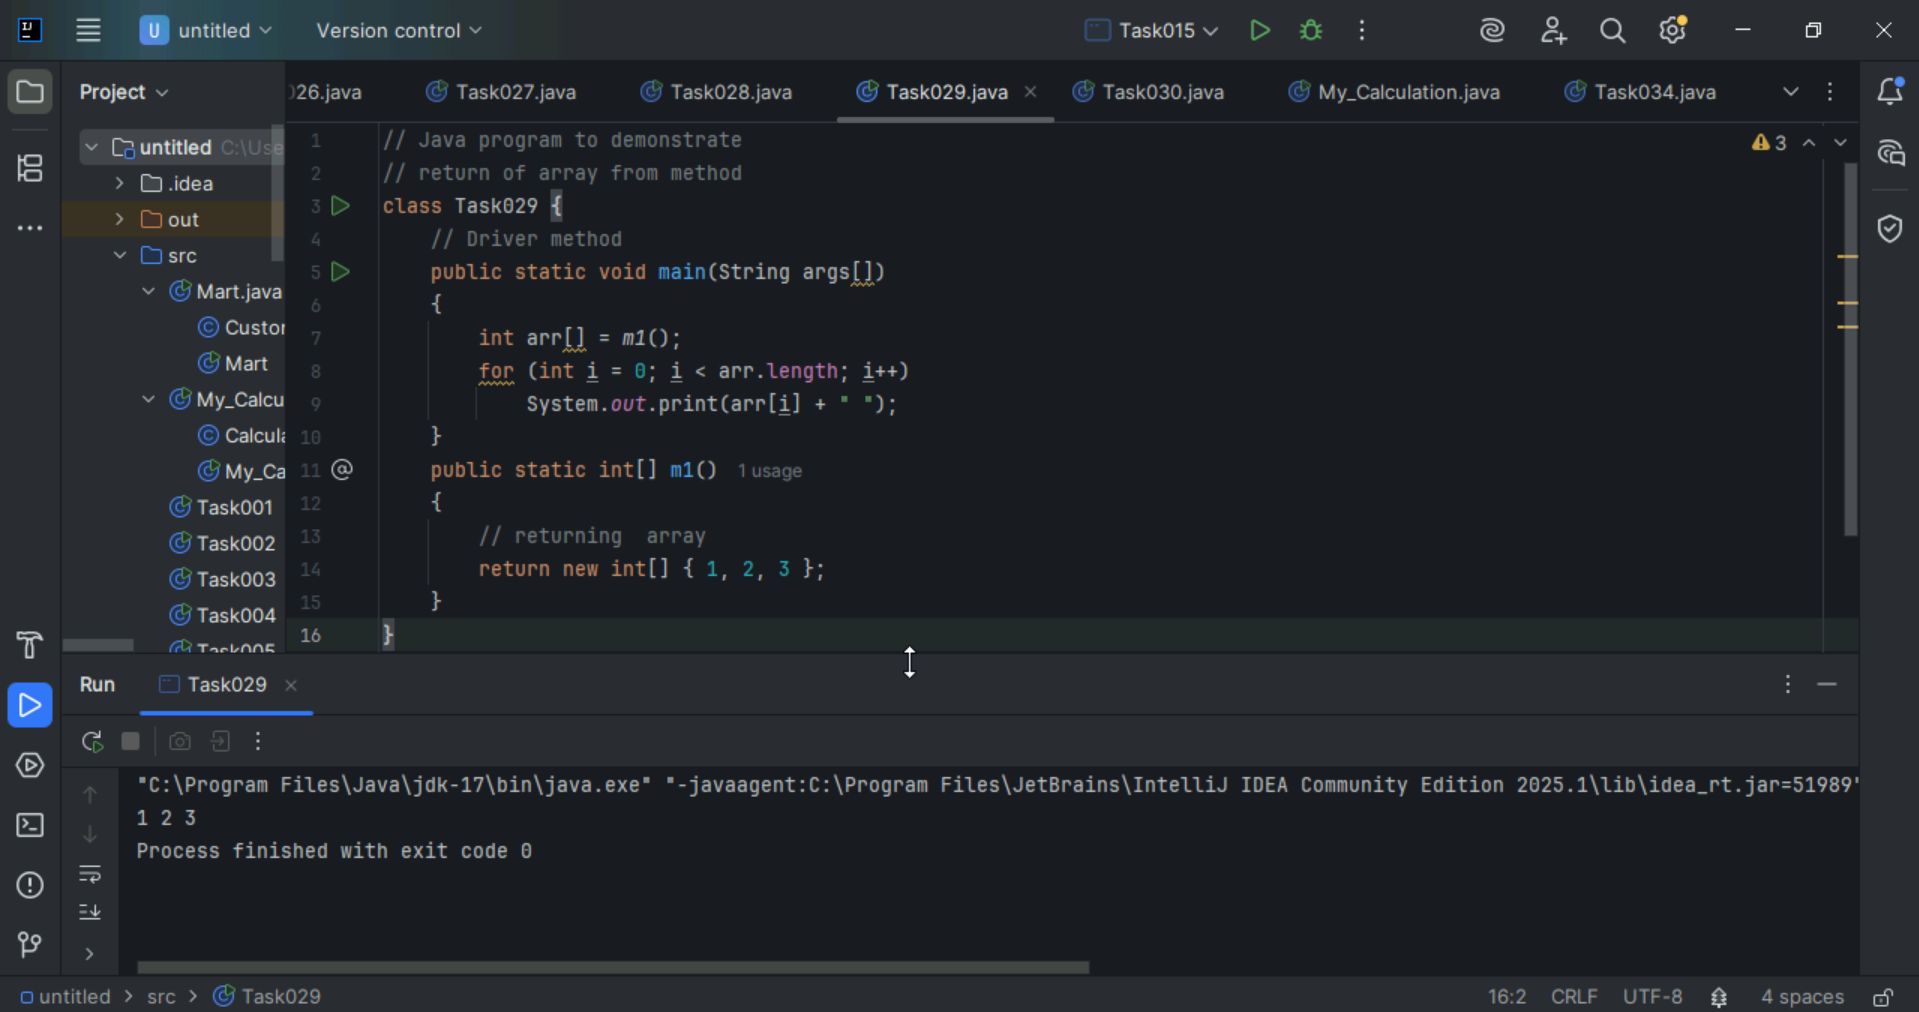 U untitled Version control Task015
Project 026.java Task027.java Task028.java Task029.java Task030.java My_Calculation.java Task034.java
untitled C:\Use
.idea
out
src
Mart.java
Custor
Mart
My_Calcu
Calcula
My_Ca
Task001
Task002
Task003
Task004
Task005
1 // Java program to demonstrate
2 // return of array from method
3 class Task029 {
4 // Driver method
5 public static void main(String args[])
6 {
7 int arr[] = m1();
8 for (int i = 0; i < arr.length; i++)
9 System.out.print(arr[i] + " ");
10 }
11 public static int[] m1() 1 usage
12 {
13 // returning  array
14 return new int[] { 1, 2, 3 };
15 }
16 }
3
Run Task029
"C:\Program Files\Java\jdk-17\bin\java.exe" "-javaagent:C:\Program Files\JetBrains\IntelliJ IDEA Community Edition 2025.1\lib\idea_rt.jar=51989"
1 2 3
Process finished with exit code 0
untitled > src > Task029 16:2 CRLF UTF-8 4 spaces